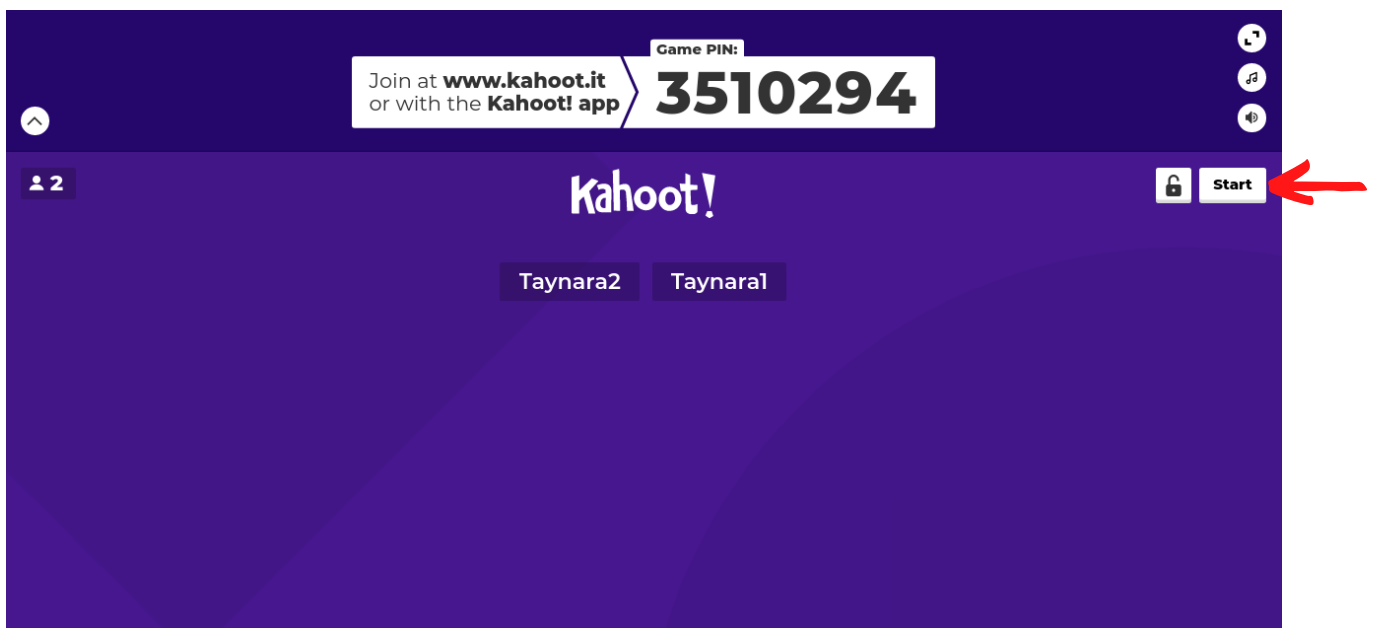 Game PIN:
Join at www.kahoot.it
or with the Kahoot! app
3510294
2
Kahoot!
Start
Taynara2
Taynara1